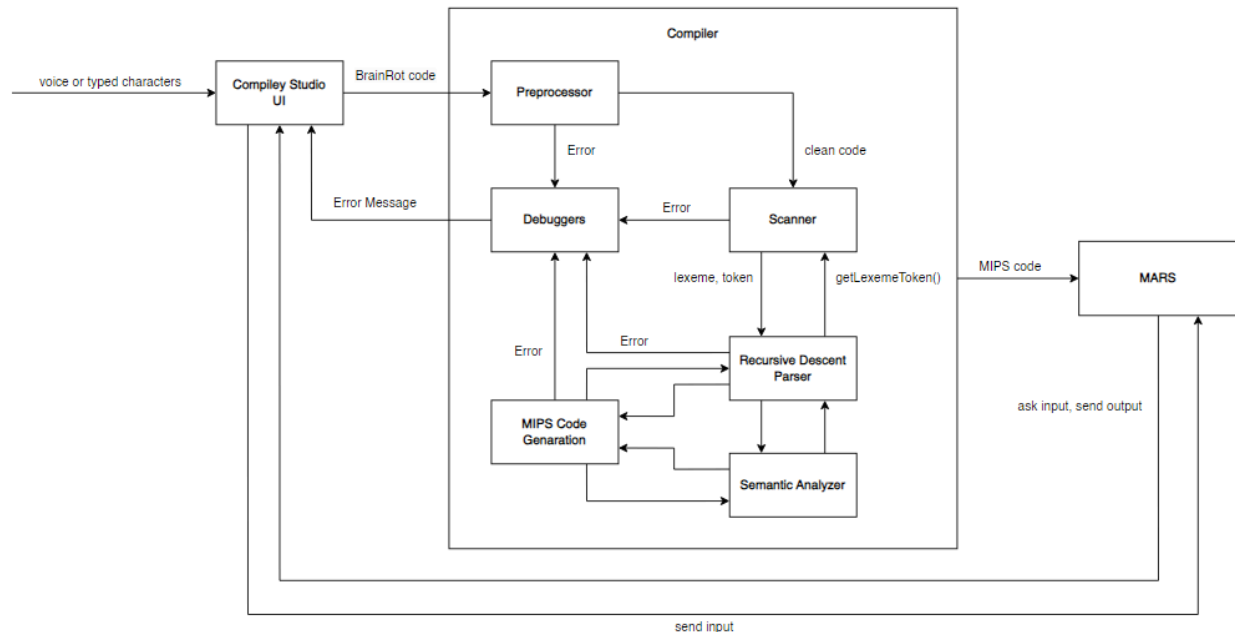 Compiler
voice or typed characters
Compiley Studio
UI
BrainRot code
Preprocessor
Error
clean code
Error Message
Debuggers
Error
Scanner
lexeme, token
getLexemeToken()
MIPS code
MARS
Error
Error
Recursive Descent
Parser
ask input, send output
MIPS Code
Genaration
Semantic Analyzer
send input